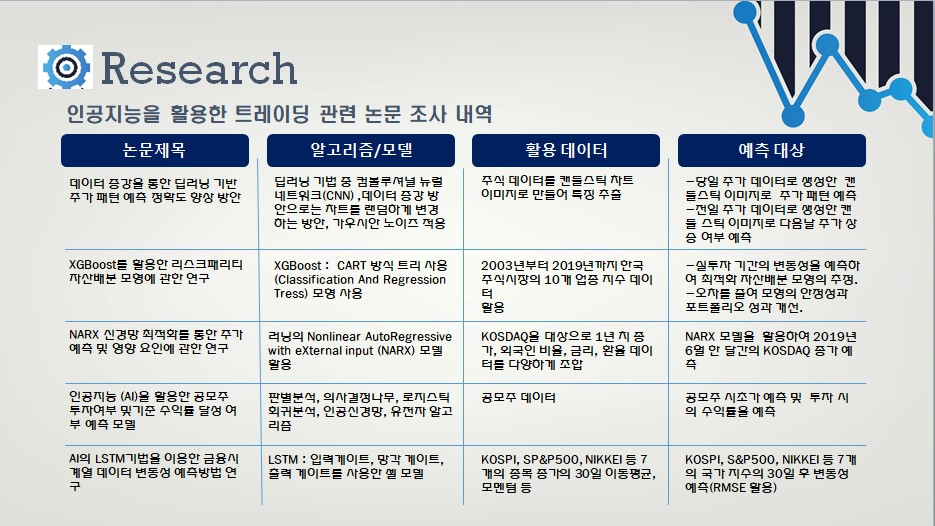 Research
인공지능을 활용한 트레이딩 관련 논문 조사 내역
논문제목
알고리즘/모델
활용 데이터
예측 대상
데이터 증강을 통한 딥러닝 기반
주가 패턴 예측 정확도 향상 방안
딥러닝 기법 중 컴볼루셔널 뉴럴
네트워크(CNN) ,데이터 증강 방
안으로는 차트를 랜덤하게 변경
하는 방안, 가우시안 노이즈 적용
주식 데이터를 캔들스틱 차트
이미지로 만들어 특징 추출
-당일 주가 데이터로 생성한 캔
들스틱 이미지로 주가 패턴 예측
-전일 주가 데이터로 생성한 캔
들 스틱 이미지로 다음날 주가 상
승 여부 예측
XGBoost를 활용한 리스크패리티
자산배분 모형에 관한 연구
XGBoost : CART 방식 트리 사용
(Classification And Regression
Tress) 모형 사용
2003년부터 2019년까지 한국
주식시장의 10개 업종 지수 데이
터
활용
-실투자 기간의 변동성을 예측하
여 최적화 자산배분 모형의 추정.
-오차를 줄여 모형의 안정성과
포트폴리오 성과 개선.
NARX 신경망 최적화를 통한 주가
예측 및 영향 요인에 관한 연구
러닝의 Nonlinear AutoRegressive
with eXternal input (NARX) 모델
활용
KOSDAQ을 대상으로 1년 치 종
가, 외국인 비율, 금리, 환율 데이
터를 다양하게 조합
NARX 모델을 활용하여 2019년
6월 한 달간의 KOSDAQ 종가 예
측
인공지능 (AI)을 활용한 공모주
투자여부 및기준 수익률 달성 여
부 예측 모델
판별분석, 의사결정나무, 로지스틱
회귀분석, 인공신경망, 유전자 알고
리즘
공모주 데이터
공모주 시초가 예측 및 투자 시
의 수익률을 예측
AI의 LSTM기법을 이용한 금융시
계열 데이터 변동성 예측방법 연
구
LSTM : 입력게이트, 망각 게이트,
출력 게이트를 사용한 셀 모델
KOSPI, SP&P500, NIKKEI 등 7
개의 종목 종가의 30일 이동평균,
모멘텀 등
KOSPI, S&P500, NIKKEI 등 7개
의 국가 지수의 30일 후 변동성
예측(RMSE 활용)